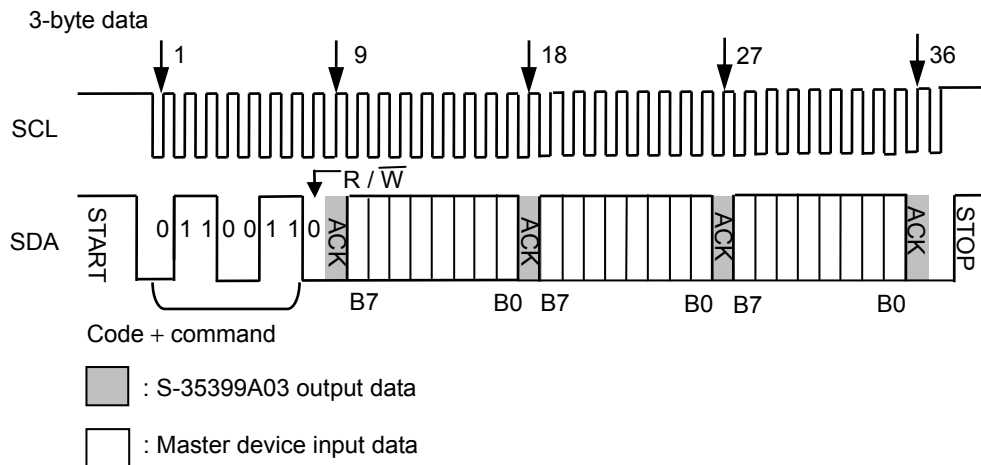 3-byte data
1 9 18 27 36
SCL
R / W
SDA START 0 1 1 0 0 1 1 0 ACK ACK ACK ACK STOP
B7 B0 B7 B0 B7 B0
Code + command
: S-35399A03 output data
: Master device input data